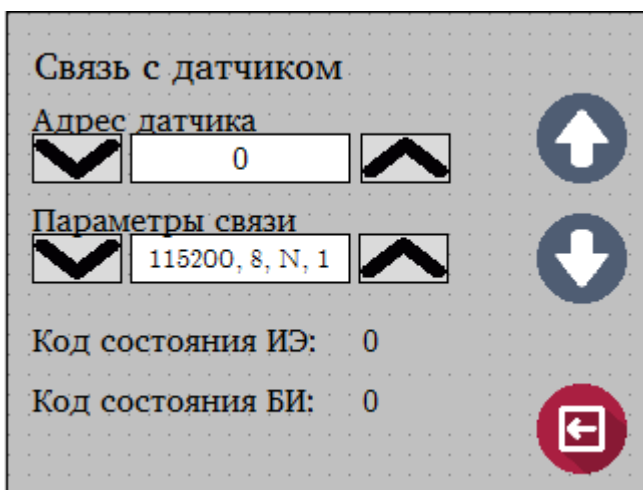 Связь с датчиком
Адрес датчика
0
Параметры связи
115200, 8, N, 1
Код состояния ИЭ: 0
Код состояния БИ: 0